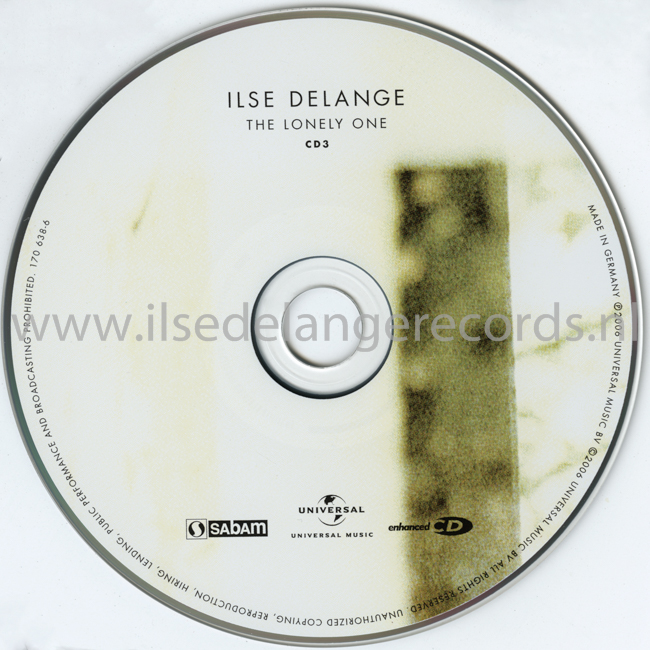 ILSE DELANGE
THE LONELY ONE
CD3
www.ilsedelangerecords.nl
SABAM
UNIVERSAL
UNIVERSAL MUSIC
enhanced CD
MADE IN GERMANY ℗2006 UNIVERSAL MUSIC BV ©2006 UNIVERSAL MUSIC BV ALL RIGHTS RESERVED. UNAUTHORIZED COPYING, REPRODUCTION, HIRING, LENDING, PUBLIC PERFORMANCE AND BROADCASTING PROHIBITED. 170 638-6